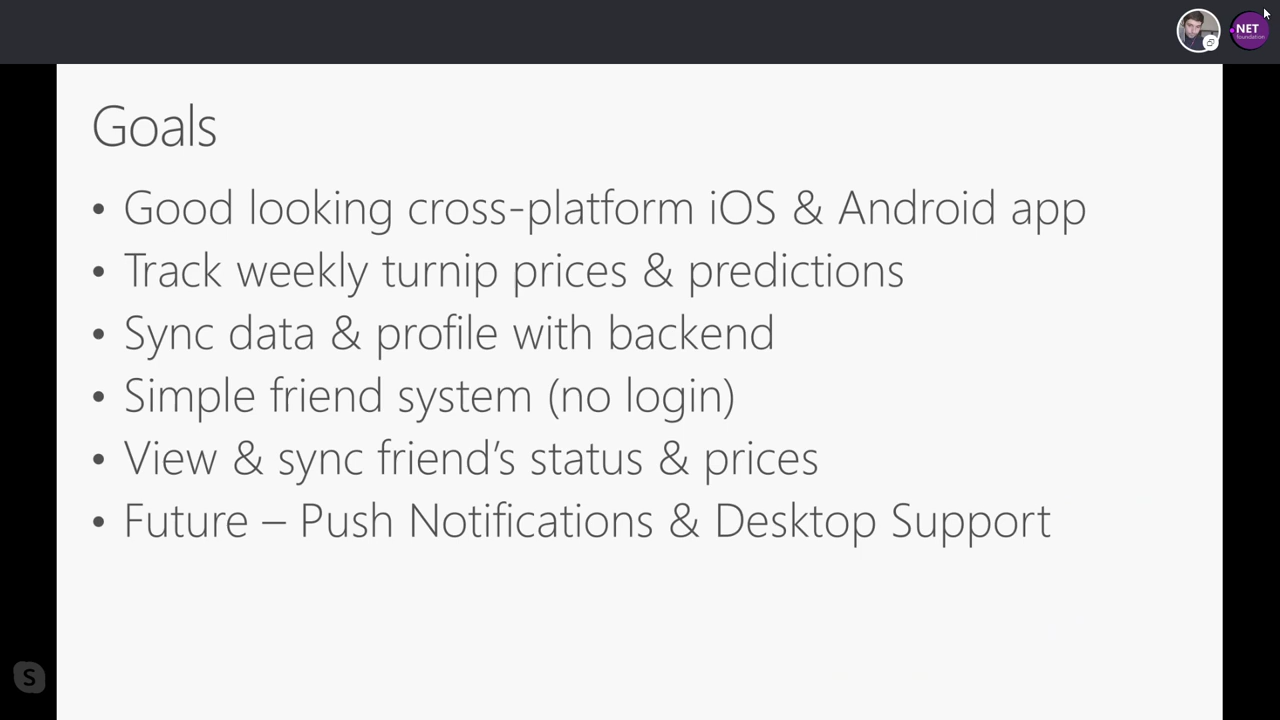 NET
foundation
Goals
• Good looking cross-platform iOS & Android app
• Track weekly turnip prices & predictions
• Sync data & profile with backend
• Simple friend system (no login)
• View & sync friend's status & prices
• Future – Push Notifications & Desktop Support
S